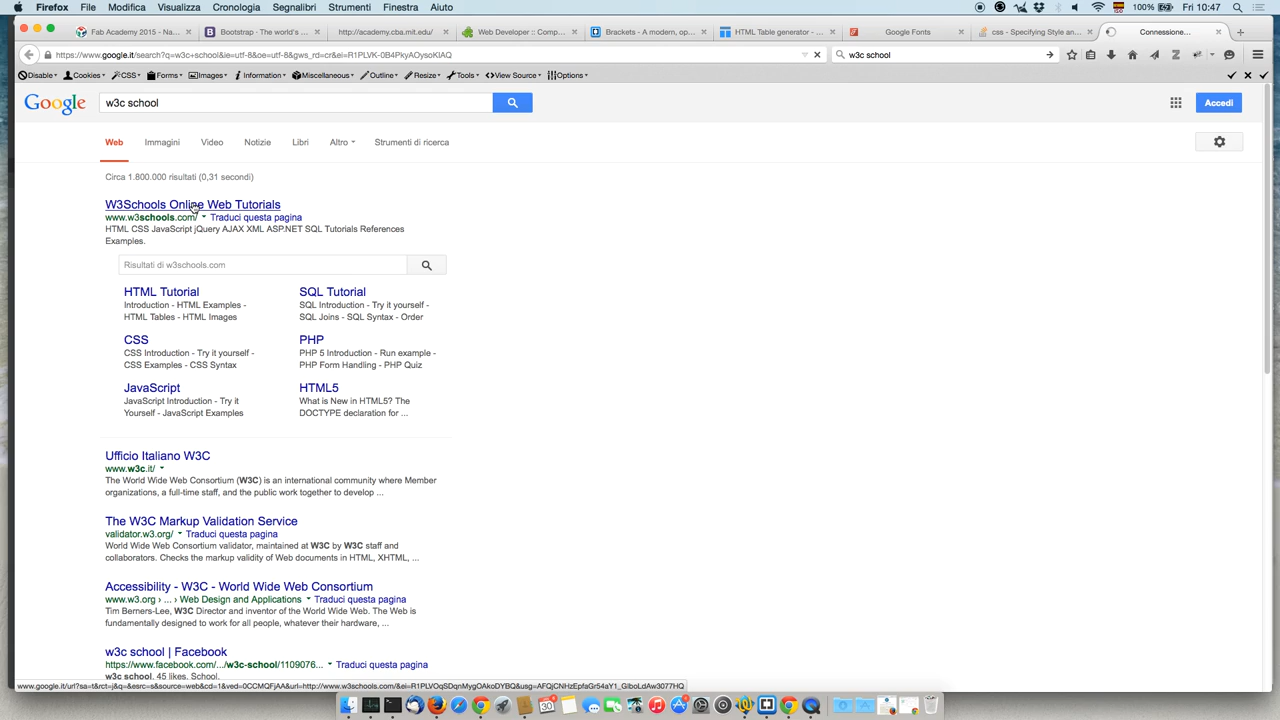 Firefox File Modifica Visualizza Cronologia Segnalibri Strumenti Finestra Aiuto 100% Fri 10:47
Fab Academy 2015 - Na... Bootstrap · The world's ... http://academy.cba.mit.edu/ Web Developer :: Comp... Brackets - A modern, op... HTML Table generator - ... Google Fonts css - Specifying Style an... Connessione...
https://www.google.it/search?q=w3c+school&ie=utf-8&oe=utf-8&gws_rd=cr&ei=R1PLVK-0B4PkyAOysoKIAQ w3c school
Disable Cookies CSS Forms Images Information Miscellaneous Outline Resize Tools View Source Options
Google w3c school Accedi
Web Immagini Video Notizie Libri Altro Strumenti di ricerca
Circa 1.800.000 risultati (0,31 secondi)
W3Schools Online Web Tutorials
www.w3schools.com/ Traduci questa pagina
HTML CSS JavaScript jQuery AJAX XML ASP.NET SQL Tutorials References
Examples.
Risultati di w3schools.com
HTML Tutorial
Introduction - HTML Examples -
HTML Tables - HTML Images
SQL Tutorial
SQL Introduction - Try it yourself -
SQL Joins - SQL Syntax - Order
CSS
CSS Introduction - Try it yourself -
CSS Examples - CSS Syntax
PHP
PHP 5 Introduction - Run example -
PHP Form Handling - PHP Quiz
JavaScript
JavaScript Introduction - Try it
Yourself - JavaScript Examples
HTML5
What is New in HTML5? The
DOCTYPE declaration for ...
Ufficio Italiano W3C
www.w3c.it/
The World Wide Web Consortium (W3C) is an international community where Member
organizations, a full-time staff, and the public work together to develop ...
The W3C Markup Validation Service
validator.w3.org/ Traduci questa pagina
World Wide Web Consortium validator, maintained at W3C by W3C staff and
collaborators. Checks the markup validity of Web documents in HTML, XHTML, ...
Accessibility - W3C - World Wide Web Consortium
www.w3.org › ... › Web Design and Applications Traduci questa pagina
Tim Berners-Lee, W3C Director and inventor of the World Wide Web. The Web is
fundamentally designed to work for all people, whatever their hardware, ...
w3c school | Facebook
https://www.facebook.com/.../w3c-school/1109076... Traduci questa pagina
w3c school. 45 likes. School.